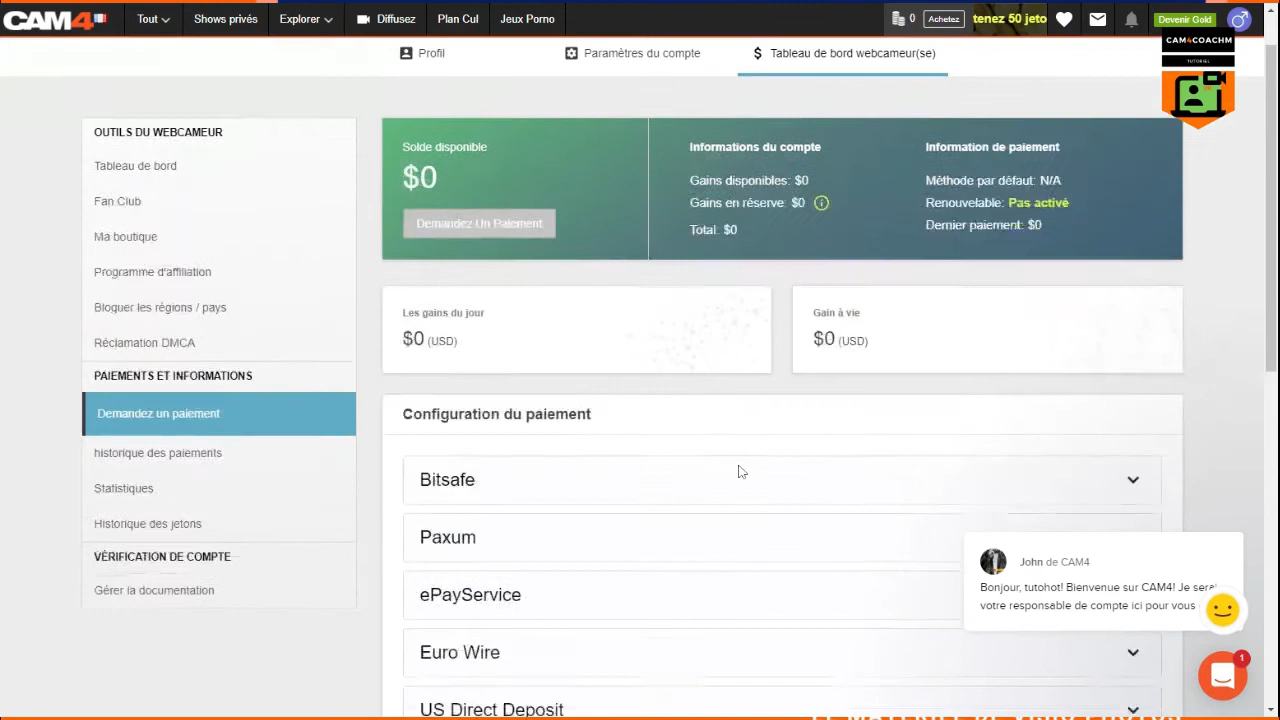 CAM4 Tout Shows privés Explorer Diffusez Plan Cul Jeux Porno 0 Achetez tenez 50 jeto Devenir Gold
Profil Paramètres du compte $ Tableau de bord webcameur(se)
CAM4COACHM
TUTORIEL
OUTILS DU WEBCAMEUR
Tableau de bord
Fan Club
Ma boutique
Programme d'affiliation
Bloquer les régions / pays
Réclamation DMCA
PAIEMENTS ET INFORMATIONS
Demandez un paiement
historique des paiements
Statistiques
Historique des jetons
VÉRIFICATION DE COMPTE
Gérer la documentation
Solde disponible
$0
Demandez Un Paiement
Informations du compte
Gains disponibles: $0
Gains en réserve: $0
Total: $0
Information de paiement
Méthode par défaut: N/A
Renouvelable: Pas activé
Dernier paiement: $0
Les gains du jour
$0 (USD)
Gain à vie
$0 (USD)
Configuration du paiement
Bitsafe
Paxum
ePayService
Euro Wire
US Direct Deposit
John de CAM4
Bonjour, tutohot! Bienvenue sur CAM4! Je serai
votre responsable de compte ici pour vous
1